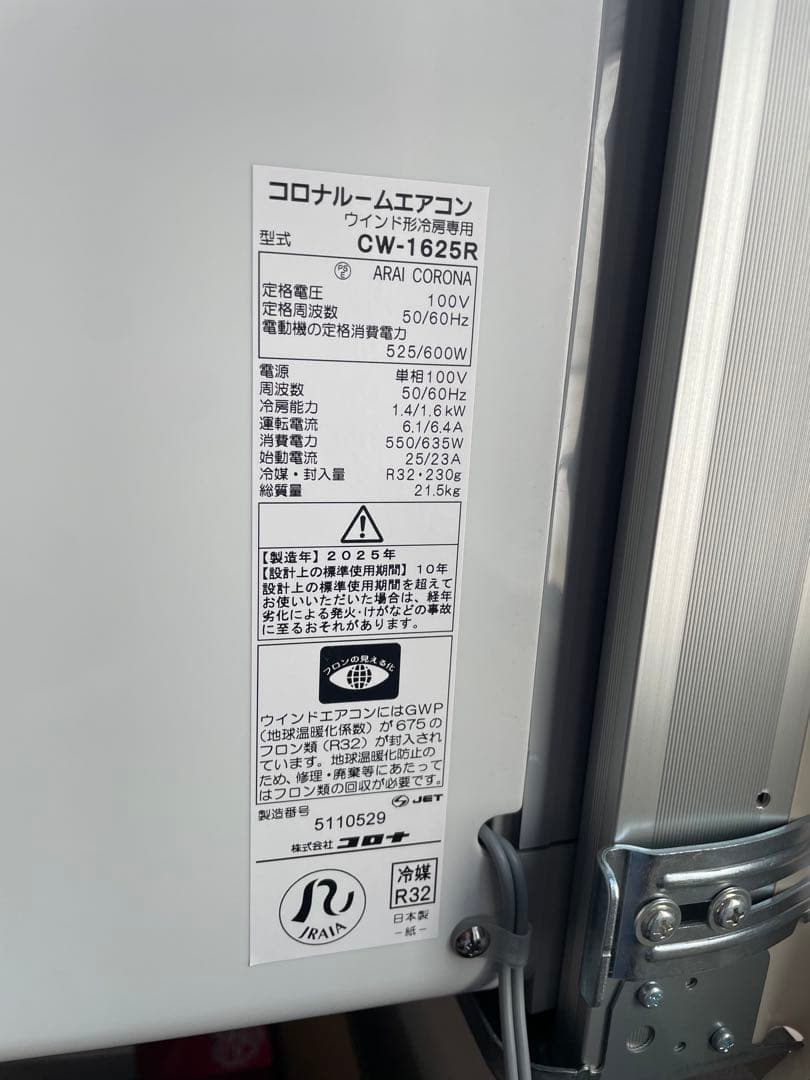 コロナルームエアコン
ウインド形冷房専用
型式 CW-1625R
PSE ARAI CORONA
定格電圧 100V
定格周波数 50/60Hz
電動機の定格消費電力
525/600W
電源 単相100V
周波数 50/60Hz
冷房能力 1.4/1.6kW
運転電流 6.1/6.4A
消費電力 550/635W
始動電流 25/23A
冷媒・封入量 R32・230g
総質量 21.5kg
【製造年】2025年
【設計上の標準使用期間】10年
設計上の標準使用期間を超えて
お使いいただいた場合は、経年
劣化による発火・けがなどの事故
に至るおそれがあります。
フロンの見える化
ウインドエアコンにはGWP
(地球温暖化係数)が675の
フロン類(R32)が封入され
ています。地球温暖化防止の
ため、修理・廃棄等にあたって
はフロン類の回収が必要です。
JET
製造番号
5110529
株式会社コロナ
JRAIA
冷媒
R32
日本製
-紙-